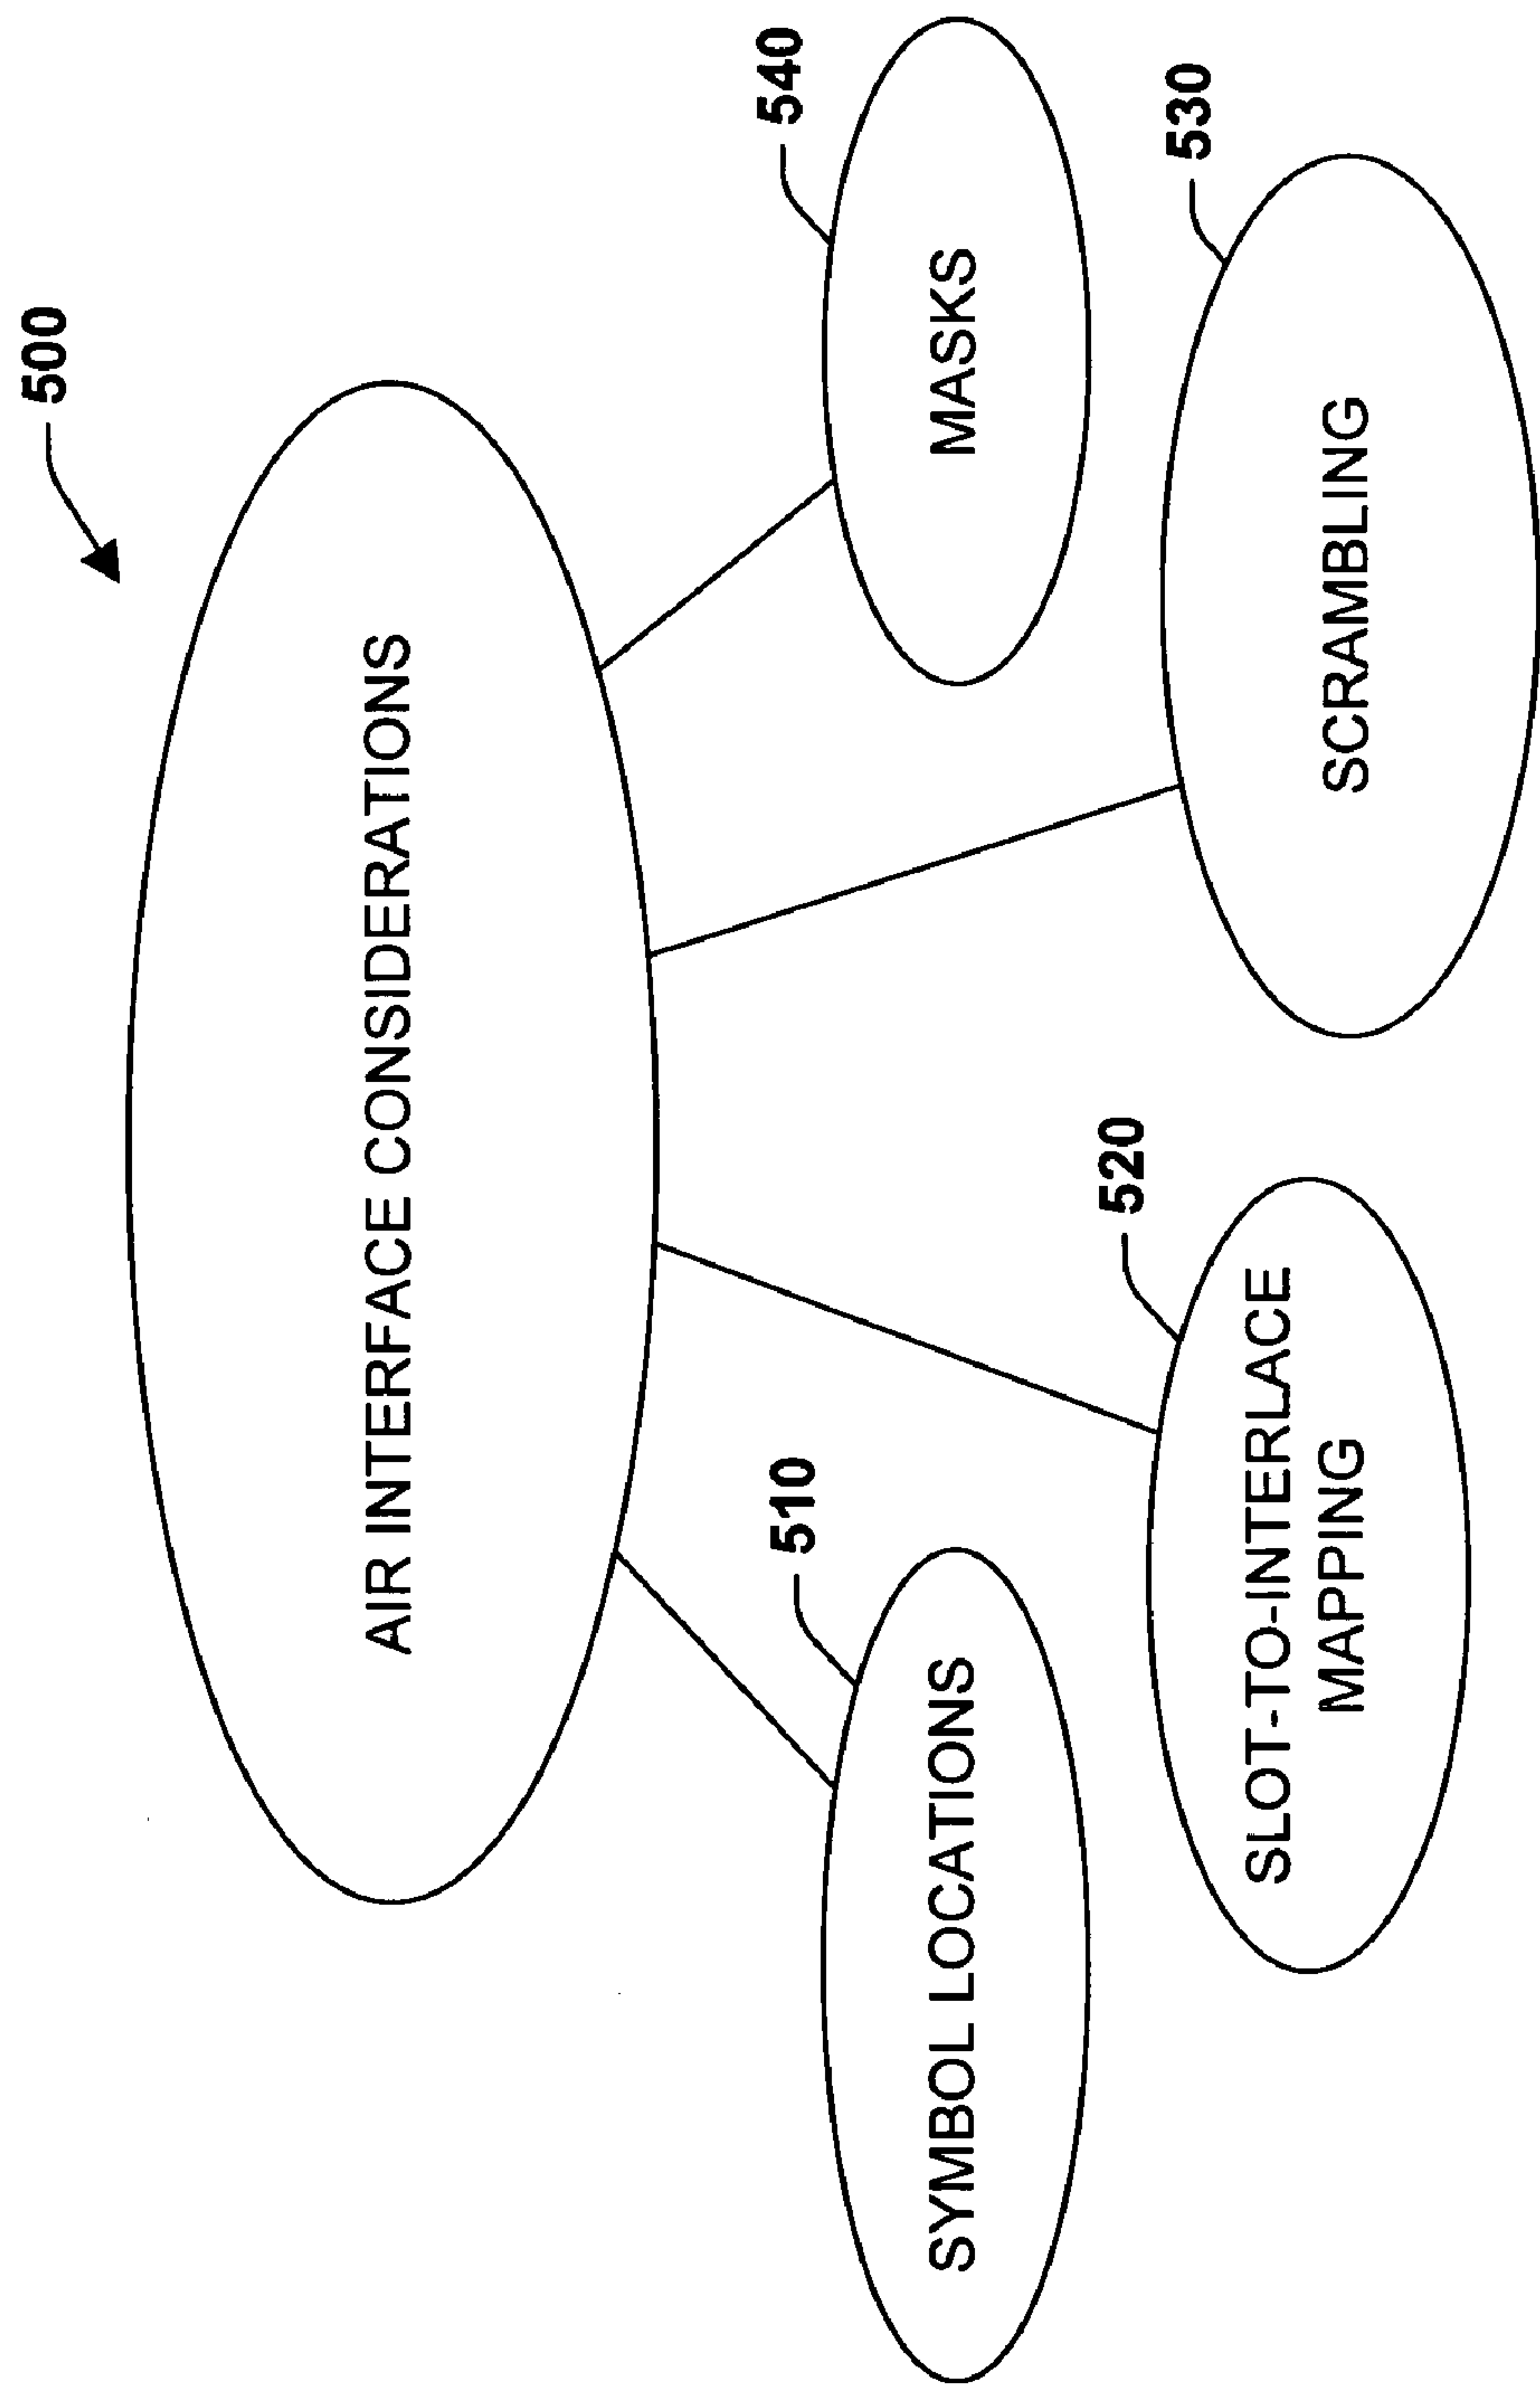 500
AIR INTERFACE CONSIDERATIONS
510
540
SYMBOL LOCATIONS
MASKS
520
530
SLOT-TO-INTERLACE
MAPPING
SCRAMBLING